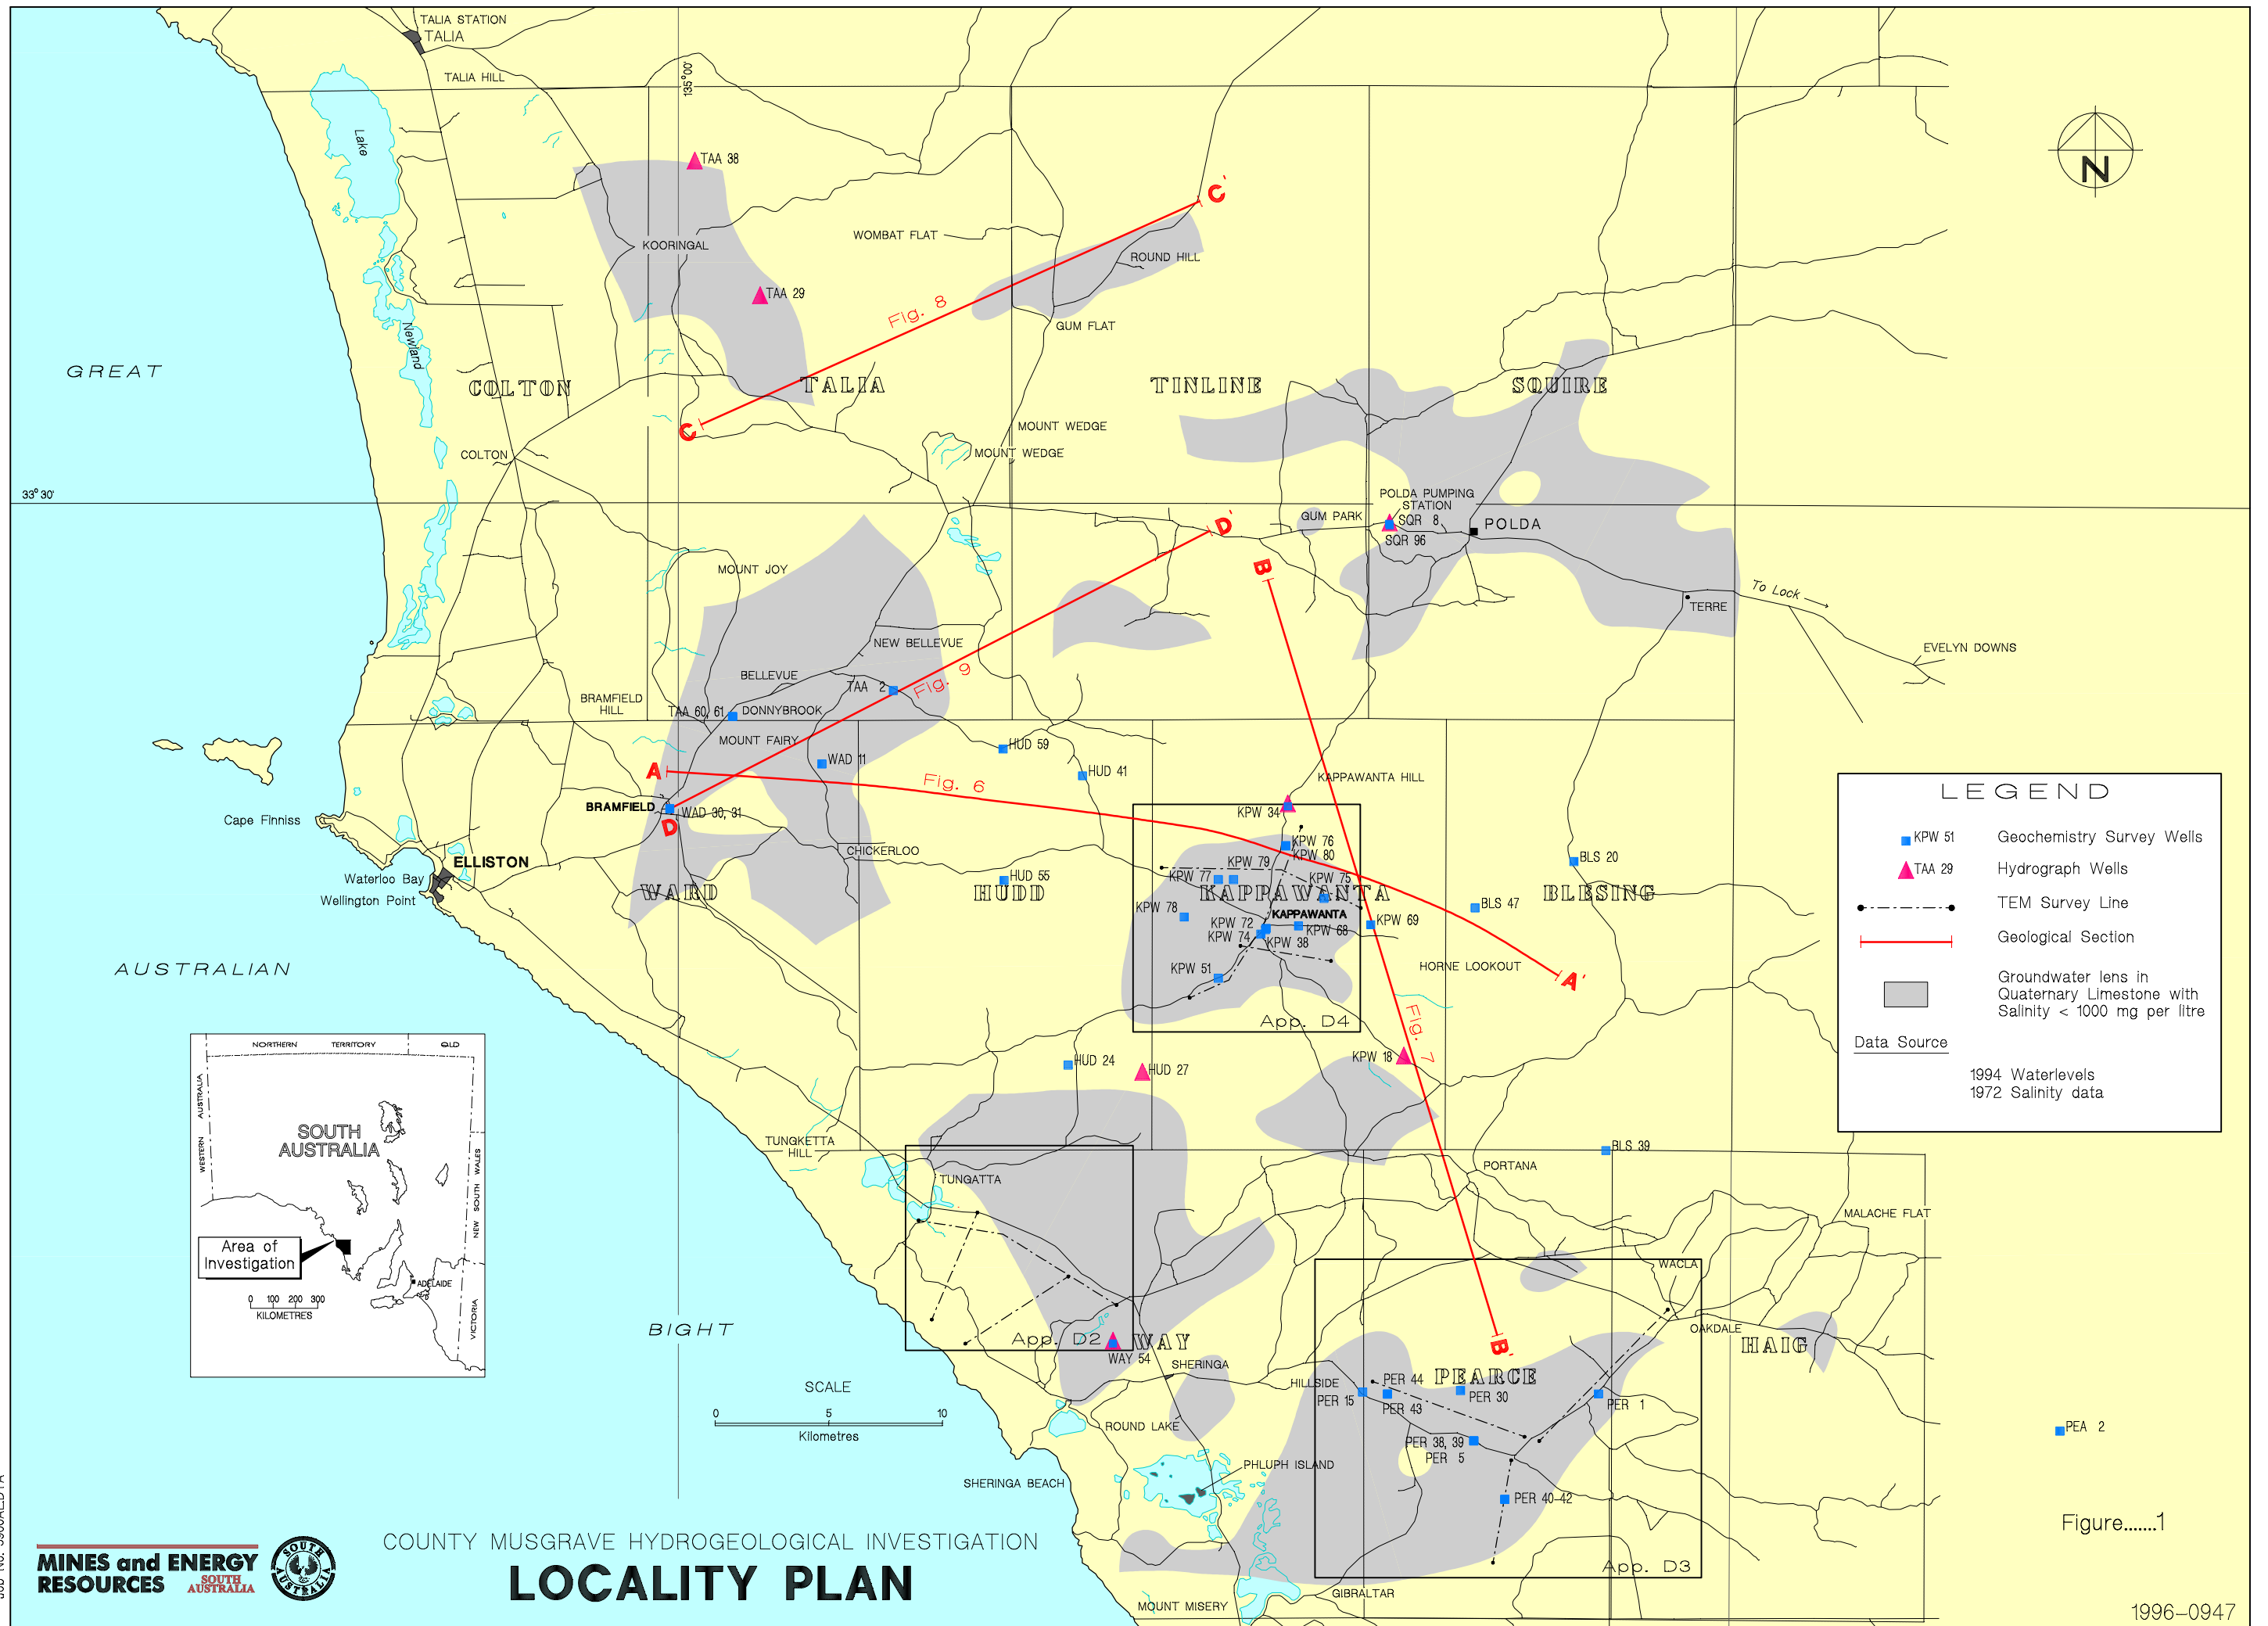 TALIA STATION
TALIA
TALIA HILL
135°00'
Lake
TAA 38
C'
N
WOMBAT FLAT
KOORINGAL
ROUND HILL
TAA 29
Fig. 8
GUM FLAT
Newland
GREAT
COLTON
TALIA
TINLINE
SQUIRE
C
MOUNT WEDGE
MOUNT WEDGE
COLTON
33°30'
POLDA PUMPING
STATION
GUM PARK
SQR 8
POLDA
D'
SQR 96
MOUNT JOY
B
To Lock
TERRE
NEW BELLEVUE
EVELYN DOWNS
BELLEVUE
TAA 2
Fig. 9
BRAMFIELD
HILL
TAA 60, 61
DONNYBROOK
MOUNT FAIRY
HUD 59
WAD 11
A
HUD 41
Fig. 6
KAPPAWANTA HILL
BRAMFIELD
WAD 30, 31
D
KPW 34
Cape Finniss
KPW 76
KPW 80
CHICKERLOO
ELLISTON
KPW 79
BLS 20
Waterloo Bay
HUD 55
KPW 77
KPW 75
Wellington Point
WARD
HUDD
KAPPAWANTA
BLESING
KPW 78
KAPPAWANTA
BLS 47
KPW 72
KPW 68
KPW 69
KPW 74
KPW 38
KPW 51
HORNE LOOKOUT
A'
AUSTRALIAN
App. D4
Fig. 7
KPW 18
HUD 24
HUD 27
TUNGKETTA
HILL
BLS 39
PORTANA
TUNGATTA
MALACHE FLAT
WACLA
BIGHT
App. D2
WAY
WAY 54
OAKDALE
HAIG
B'
SHERINGA
PEARCE
HILLSIDE
PER 44
PER 15
PER 43
PER 30
PER 1
ROUND LAKE
PER 38, 39
PER 5
PEA 2
PHLUPH ISLAND
SHERINGA BEACH
PER 40-42
App. D3
GIBRALTAR
MOUNT MISERY
LEGEND
KPW 51 Geochemistry Survey Wells
TAA 29 Hydrograph Wells
TEM Survey Line
Geological Section
Groundwater lens in
Quaternary Limestone with
Salinity < 1000 mg per litre
Data Source
1994 Waterlevels
1972 Salinity data
NORTHERN TERRITORY QLD
WESTERN AUSTRALIA
SOUTH
AUSTRALIA
NEW SOUTH WALES
Area of
Investigation
ADELAIDE
0 100 200 300
KILOMETRES
VICTORIA
SCALE
0 5 10
Kilometres
MINES and ENERGY
RESOURCES SOUTH
AUSTRALIA
SOUTH
AUSTRALIA
COUNTY MUSGRAVE HYDROGEOLOGICAL INVESTIGATION
LOCALITY PLAN
Figure.......1
1996-0947